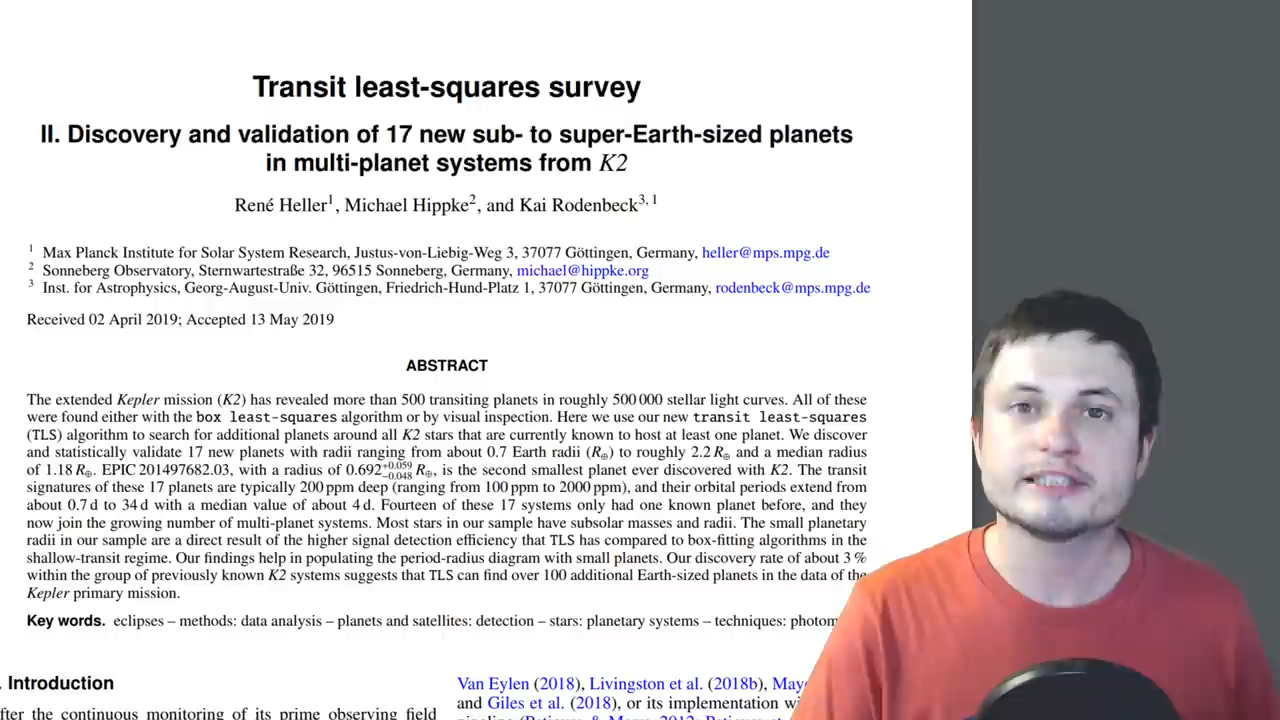 Transit least-squares survey
II. Discovery and validation of 17 new sub- to super-Earth-sized planets
in multi-planet systems from K2
René Heller1, Michael Hippke2, and Kai Rodenbeck3,1
1 Max Planck Institute for Solar System Research, Justus-von-Liebig-Weg 3, 37077 Göttingen, Germany, heller@mps.mpg.de
2 Sonneberg Observatory, Sternwartestraße 32, 96515 Sonneberg, Germany, michael@hippke.org
3 Inst. for Astrophysics, Georg-August-Univ. Göttingen, Friedrich-Hund-Platz 1, 37077 Göttingen, Germany, rodenbeck@mps.mpg.de
Received 02 April 2019; Accepted 13 May 2019
ABSTRACT
The extended Kepler mission (K2) has revealed more than 500 transiting planets in roughly 500 000 stellar light curves. All of these
were found either with the box least-squares algorithm or by visual inspection. Here we use our new transit least-squares
(TLS) algorithm to search for additional planets around all K2 stars that are currently known to host at least one planet. We discover
and statistically validate 17 new planets with radii ranging from about 0.7 Earth radii (R⊕) to roughly 2.2 R⊕ and a median radius
of 1.18 R⊕. EPIC 201497682.03, with a radius of 0.692+0.059−0.048 R⊕, is the second smallest planet ever discovered with K2. The transit
signatures of these 17 planets are typically 200 ppm deep (ranging from 100 ppm to 2000 ppm), and their orbital periods extend from
about 0.7 d to 34 d with a median value of about 4 d. Fourteen of these 17 systems only had one known planet before, and they
now join the growing number of multi-planet systems. Most stars in our sample have subsolar masses and radii. The small planetary
radii in our sample are a direct result of the higher signal detection efficiency that TLS has compared to box-fitting algorithms in the
shallow-transit regime. Our findings help in populating the period-radius diagram with small planets. Our discovery rate of about 3 %
within the group of previously known K2 systems suggests that TLS can find over 100 additional Earth-sized planets in the data of the
Kepler primary mission.
Key words. eclipses – methods: data analysis – planets and satellites: detection – stars: planetary systems – techniques: photom
. Introduction
fter the continuous monitoring of its prime observing field
Van Eylen (2018), Livingston et al. (2018b), May
and Giles et al. (2018), or its implementation wi